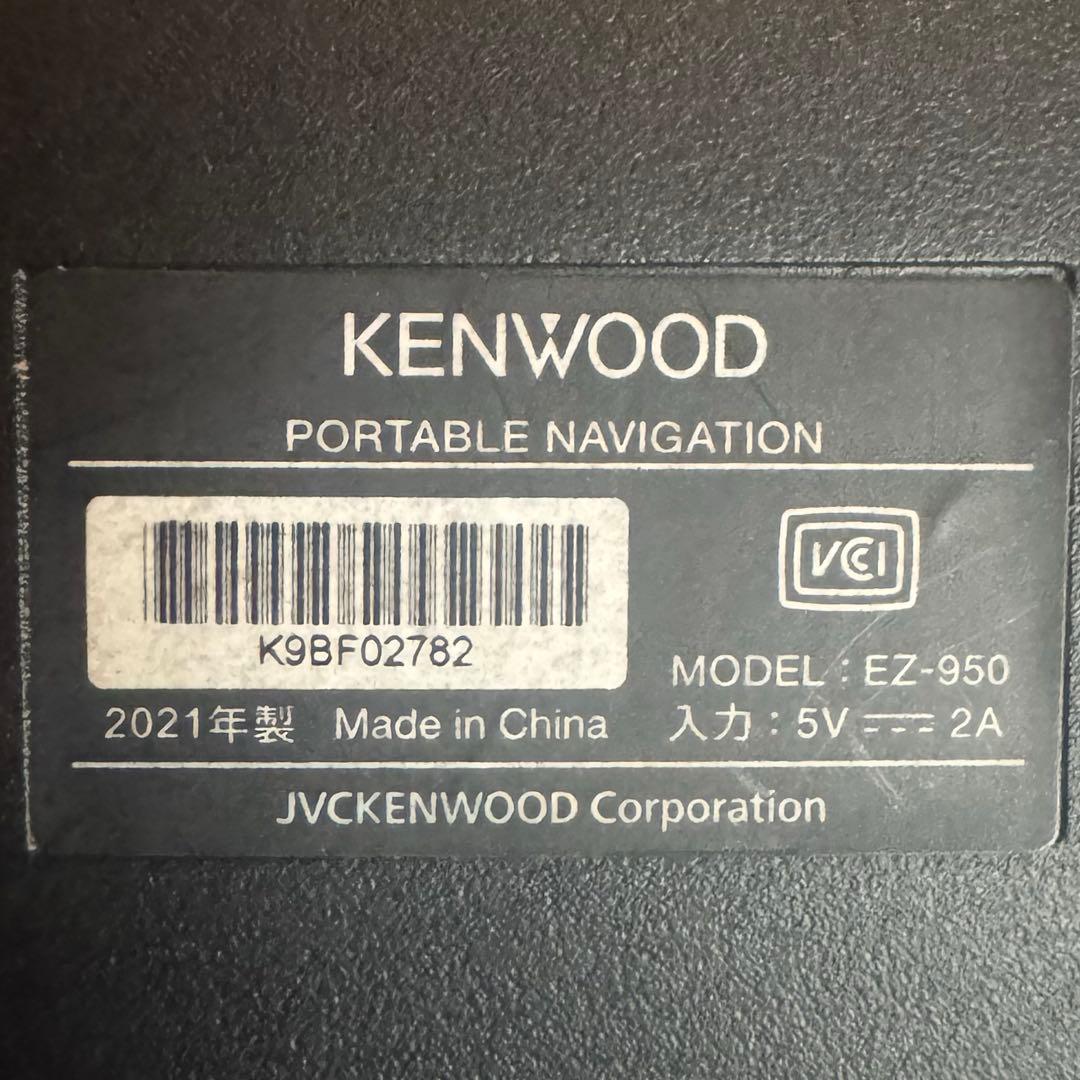 KENWOOD
PORTABLE NAVIGATION
K9BF02782
VCCI
MODEL : EZ-950
2021年製 Made in China
入力 : 5V ⎓ 2A
JVCKENWOOD Corporation